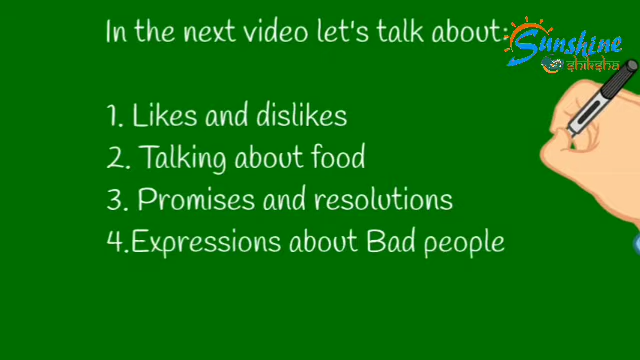 In the next video let's talk about:
Sunshine
shiksha
1. Likes and dislikes
2. Talking about food
3. Promises and resolutions
4.Expressions about Bad people